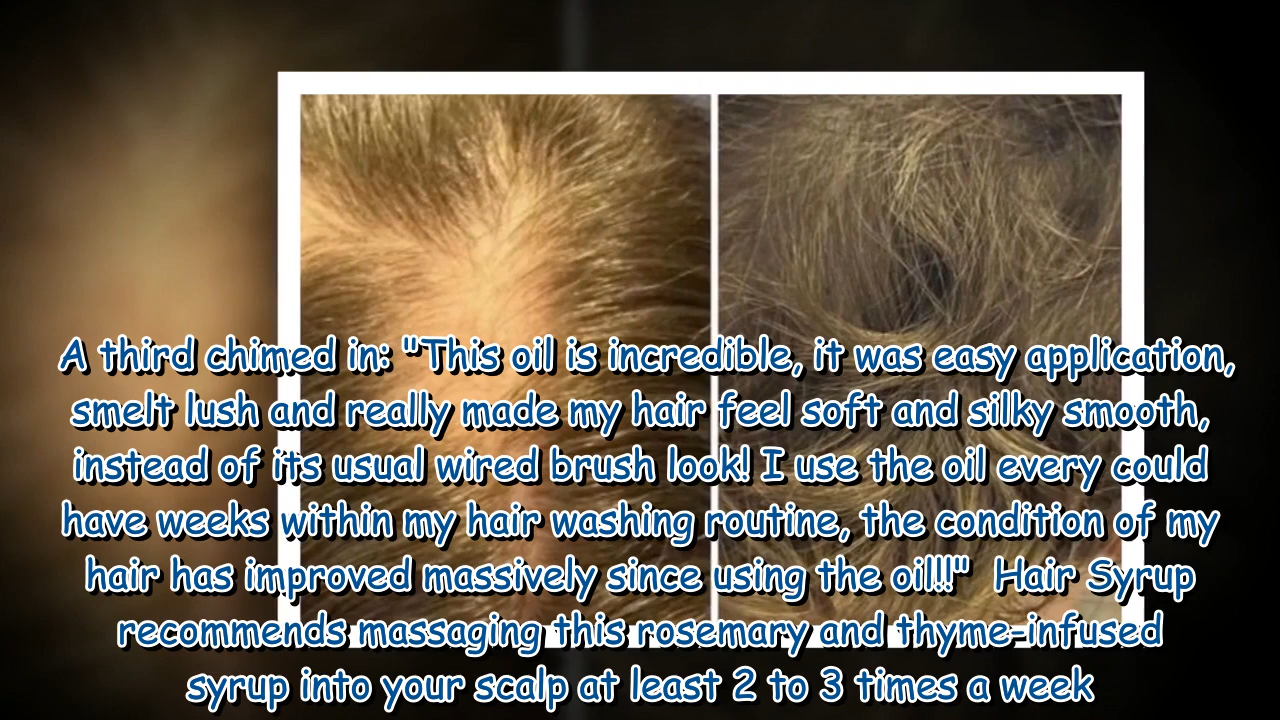 A third chimed in: "This oil is incredible, it was easy application,
smelt lush and really made my hair feel soft and silky smooth,
instead of its usual wired brush look! I use the oil every could
have weeks within my hair washing routine, the condition of my
hair has improved massively since using the oil!!!"  Hair Syrup
recommends massaging this rosemary and thyme-infused
syrup into your scalp at least 2 to 3 times a week